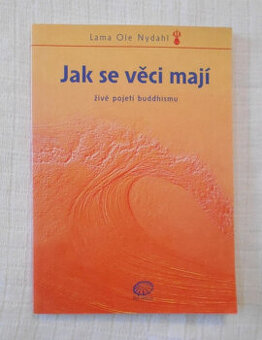 Lama Ole Nydahl
Jak se věci mají
živé pojetí buddhismu